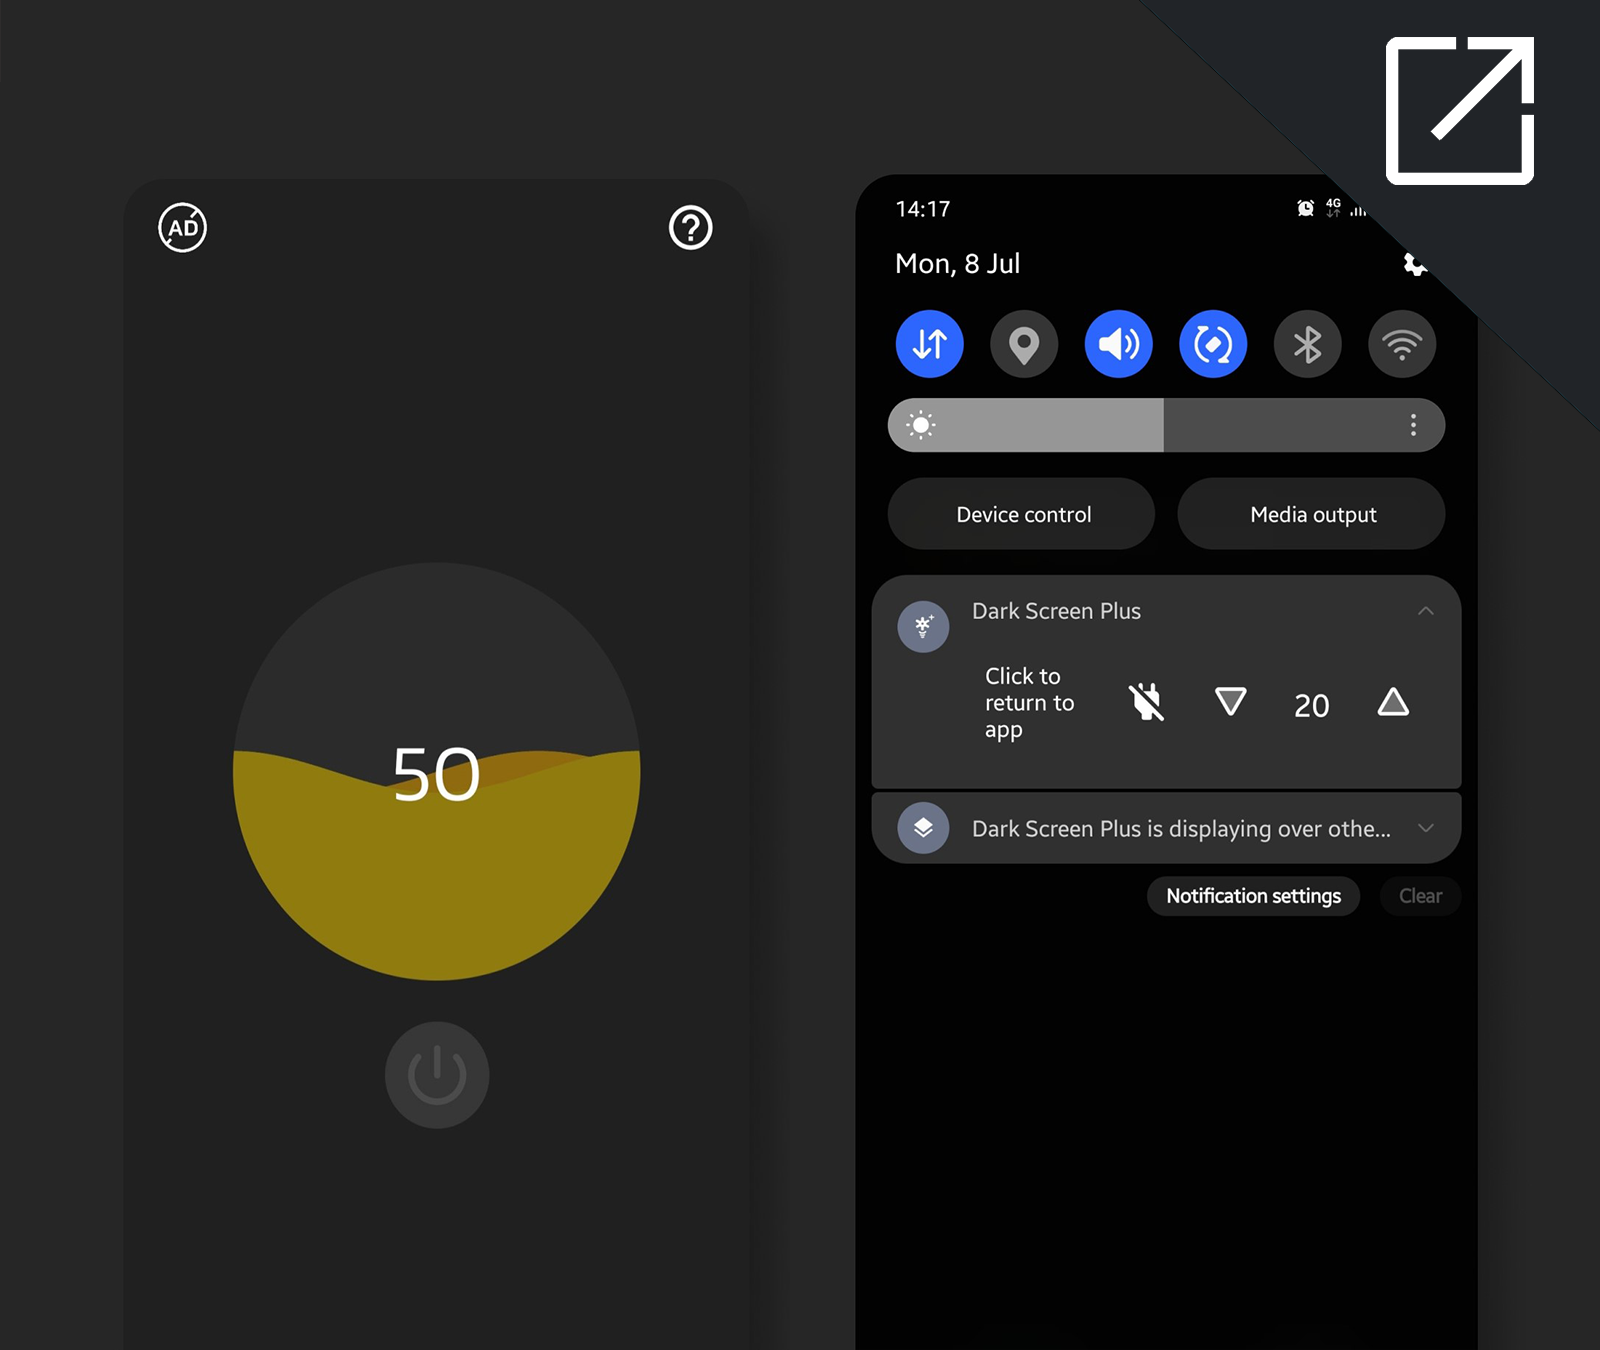 AD
?
50
14:17
4G
Mon, 8 Jul
Device control
Media output
Dark Screen Plus
Click to
return to
app
20
Dark Screen Plus is displaying over othe...
Notification settings
Clear